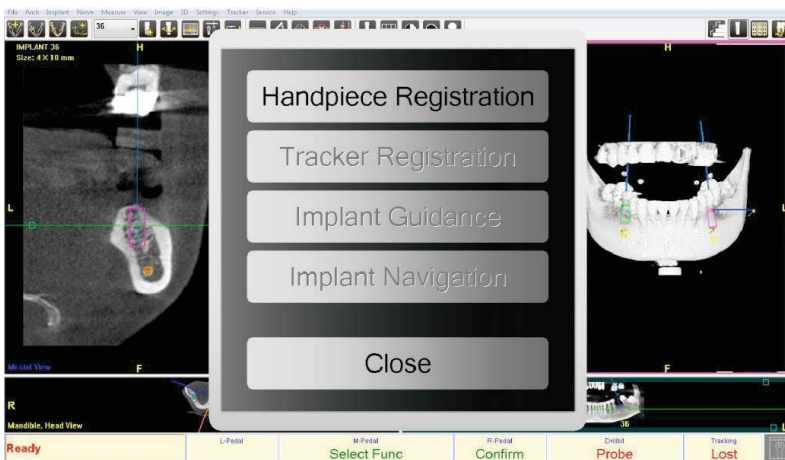 File Arch Implant Nerve Measure View Image 3D Settings Tracker Service Help
36
IMPLANT 36
Size: 4 X 10 mm
H
L
F
Mesial View
Handpiece Registration
Tracker Registration
Implant Guidance
Implant Navigation
Close
H
L
F
R
Mandible, Head View
36
L
Ready
L-Pedal
M-Pedal
Select Func
R-Pedal
Confirm
Drillbit
Probe
Tracking
Lost